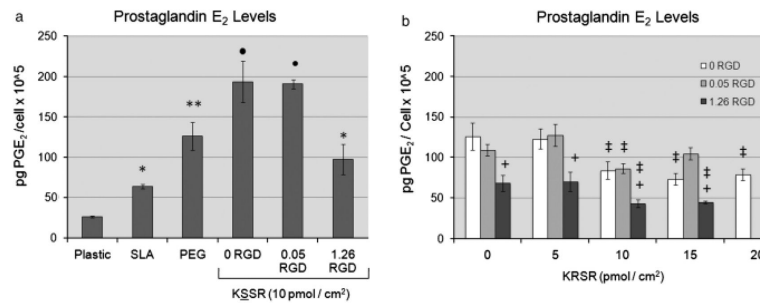 a
Prostaglandin E2 Levels
pg PGE2/Cell x 10^5
250
200
150
100
50
0
* ** • • *
Plastic SLA PEG 0 RGD 0.05 RGD 1.26 RGD
KSSR (10 pmol / cm²)
b
Prostaglandin E2 Levels
pg PGE2/ Cell x 10^5
250
200
150
100
50
0
0 RGD
0.05 RGD
1.26 RGD
+ + ‡ ‡ ‡ + ‡ ‡ + ‡
0 5 10 15 20
KRSR (pmol / cm²)